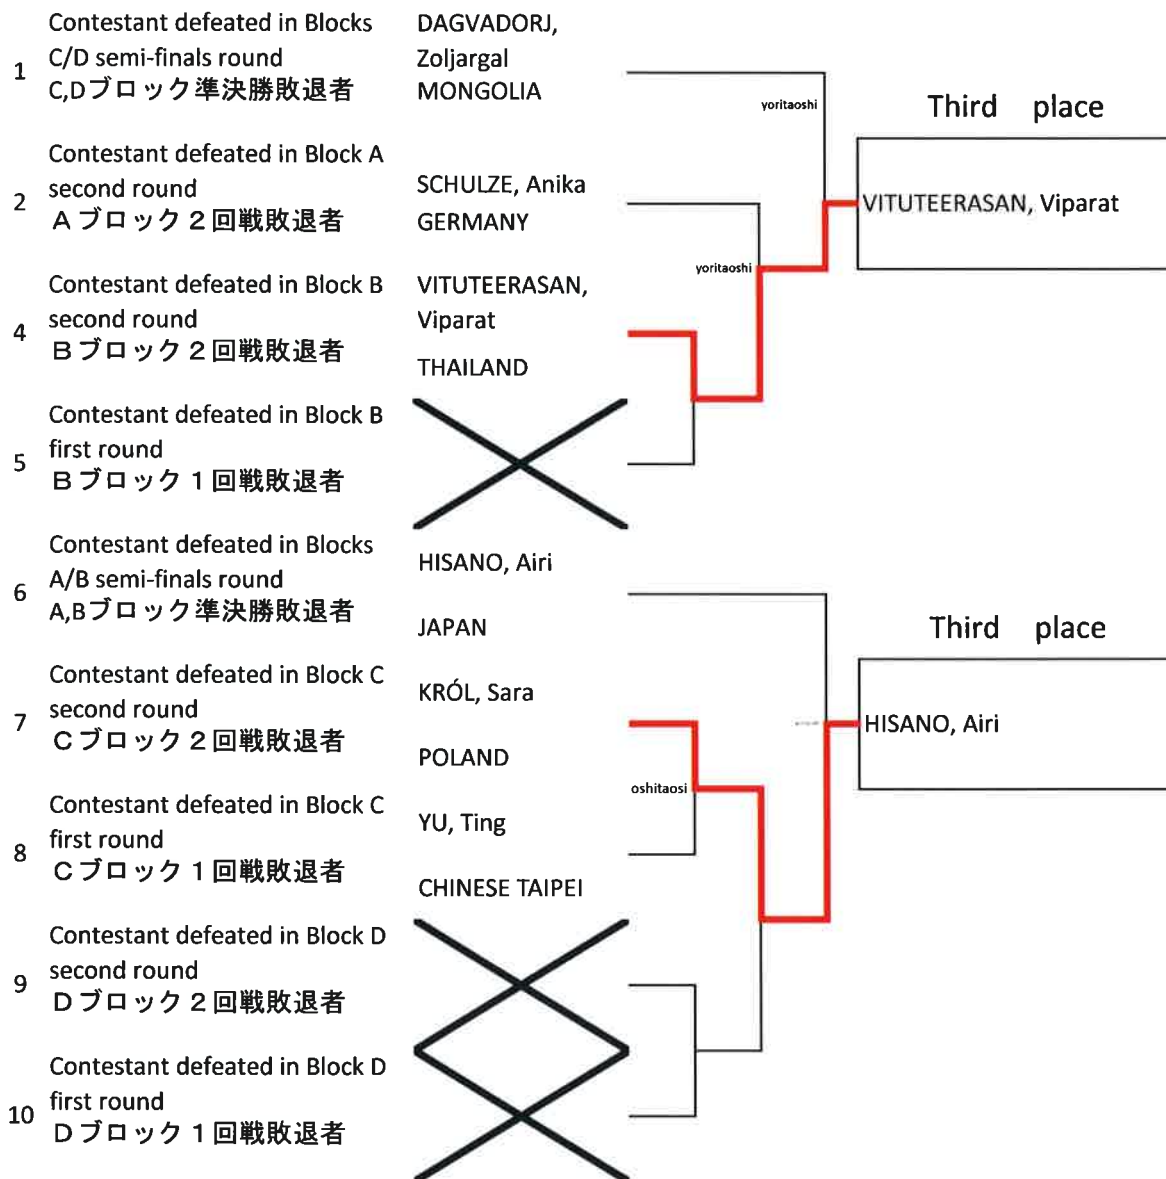 1
Contestant defeated in Blocks
C/D semi-finals round
C,Dブロック準決勝敗退者
DAGVADORJ,
Zoljargal
MONGOLIA
yoritaoshi
Third place
2
Contestant defeated in Block A
second round
Aブロック2回戦敗退者
SCHULZE, Anika
GERMANY
VITUTEERASAN, Viparat
yoritaoshi
4
Contestant defeated in Block B
second round
Bブロック2回戦敗退者
VITUTEERASAN,
Viparat
THAILAND
5
Contestant defeated in Block B
first round
Bブロック1回戦敗退者
6
Contestant defeated in Blocks
A/B semi-finals round
A,Bブロック準決勝敗退者
HISANO, Airi
JAPAN
Third place
7
Contestant defeated in Block C
second round
Cブロック2回戦敗退者
KRÓL, Sara
POLAND
HISANO, Airi
oshitaosi
8
Contestant defeated in Block C
first round
Cブロック1回戦敗退者
YU, Ting
CHINESE TAIPEI
9
Contestant defeated in Block D
second round
Dブロック2回戦敗退者
10
Contestant defeated in Block D
first round
Dブロック1回戦敗退者